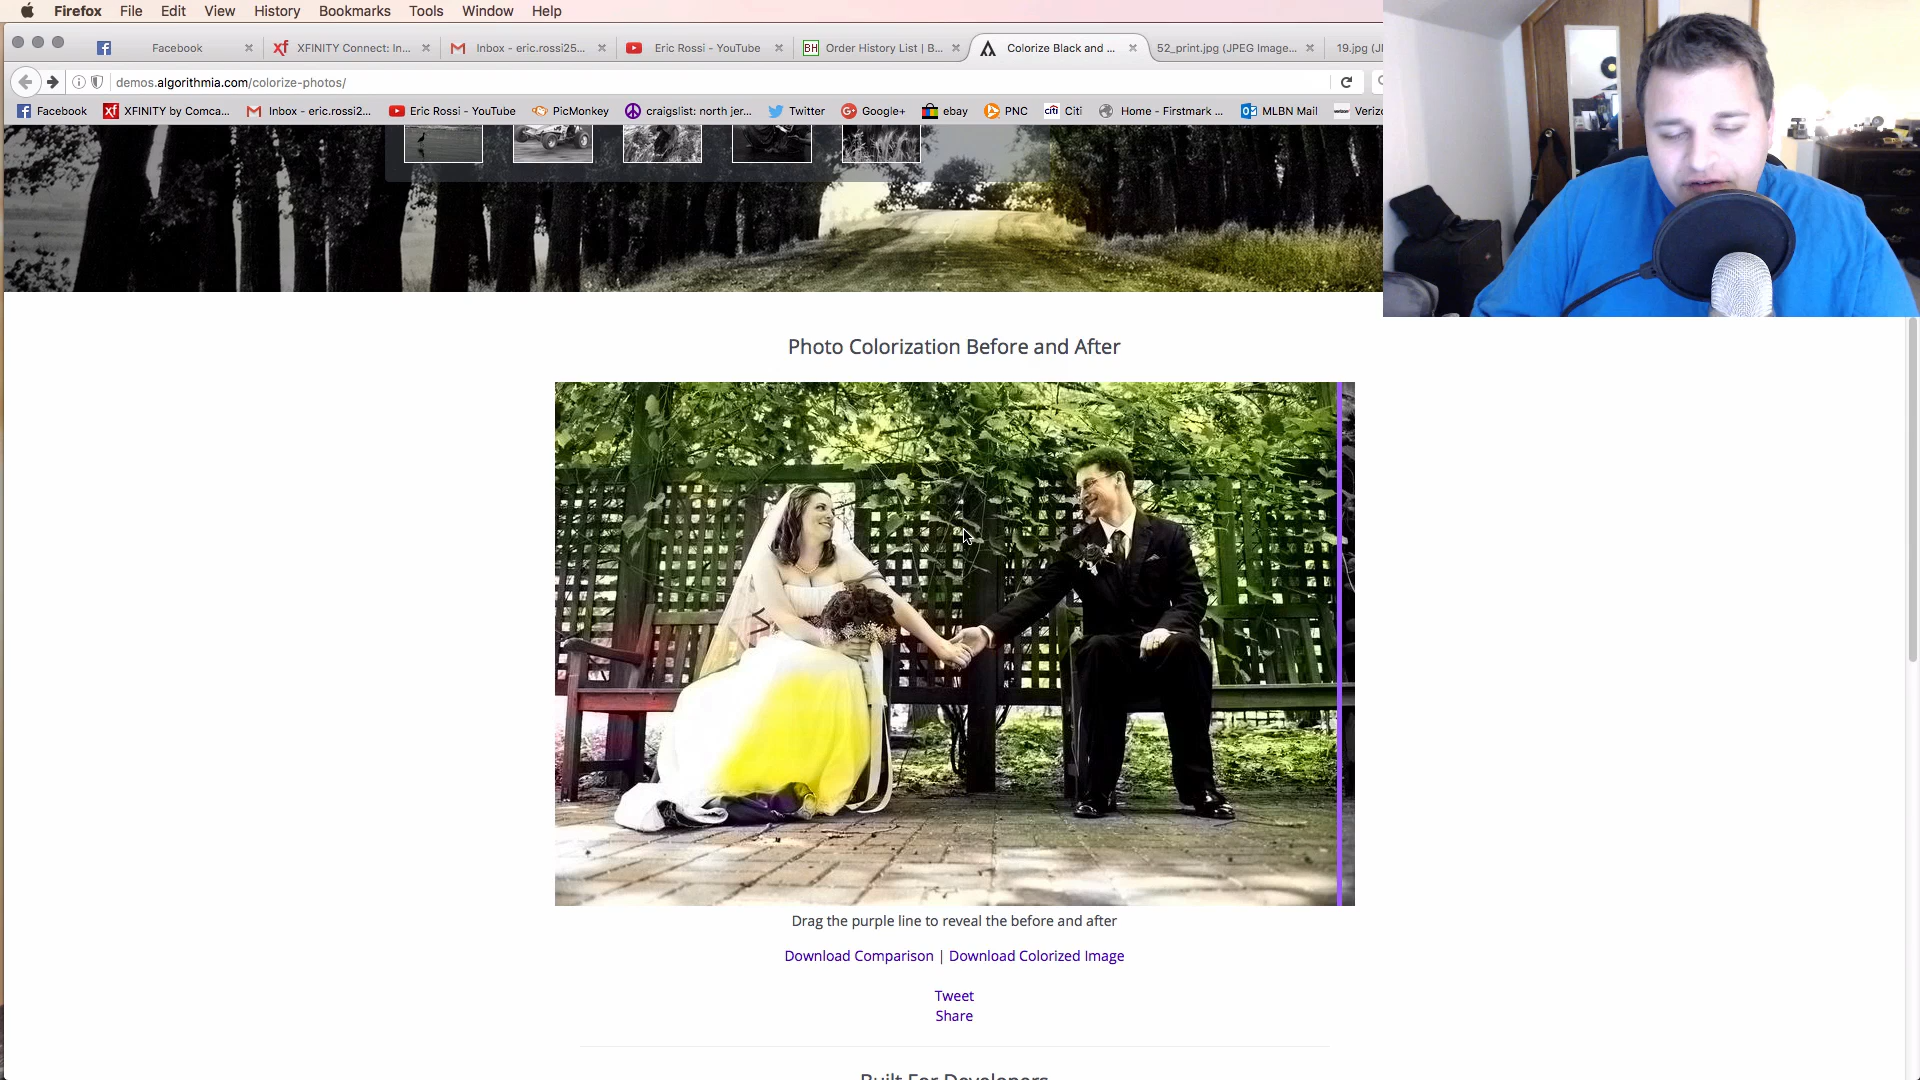 Firefox File Edit View History Bookmarks Tools Window Help
Facebook XFINITY Connect: In... Inbox - eric.rossi25... Eric Rossi - YouTube Order History List | B... Colorize Black and ... 52_print.jpg (JPEG Image... 19.jpg (J
demos.algorithmia.com/colorize-photos/
Facebook XFINITY by Comca... Inbox - eric.rossi2... Eric Rossi - YouTube PicMonkey craigslist: north jer... Twitter Google+ ebay PNC Citi Home - Firstmark ... MLBN Mail Verizo
Photo Colorization Before and After
Drag the purple line to reveal the before and after
Download Comparison | Download Colorized Image
Tweet
Share
Built For Developers